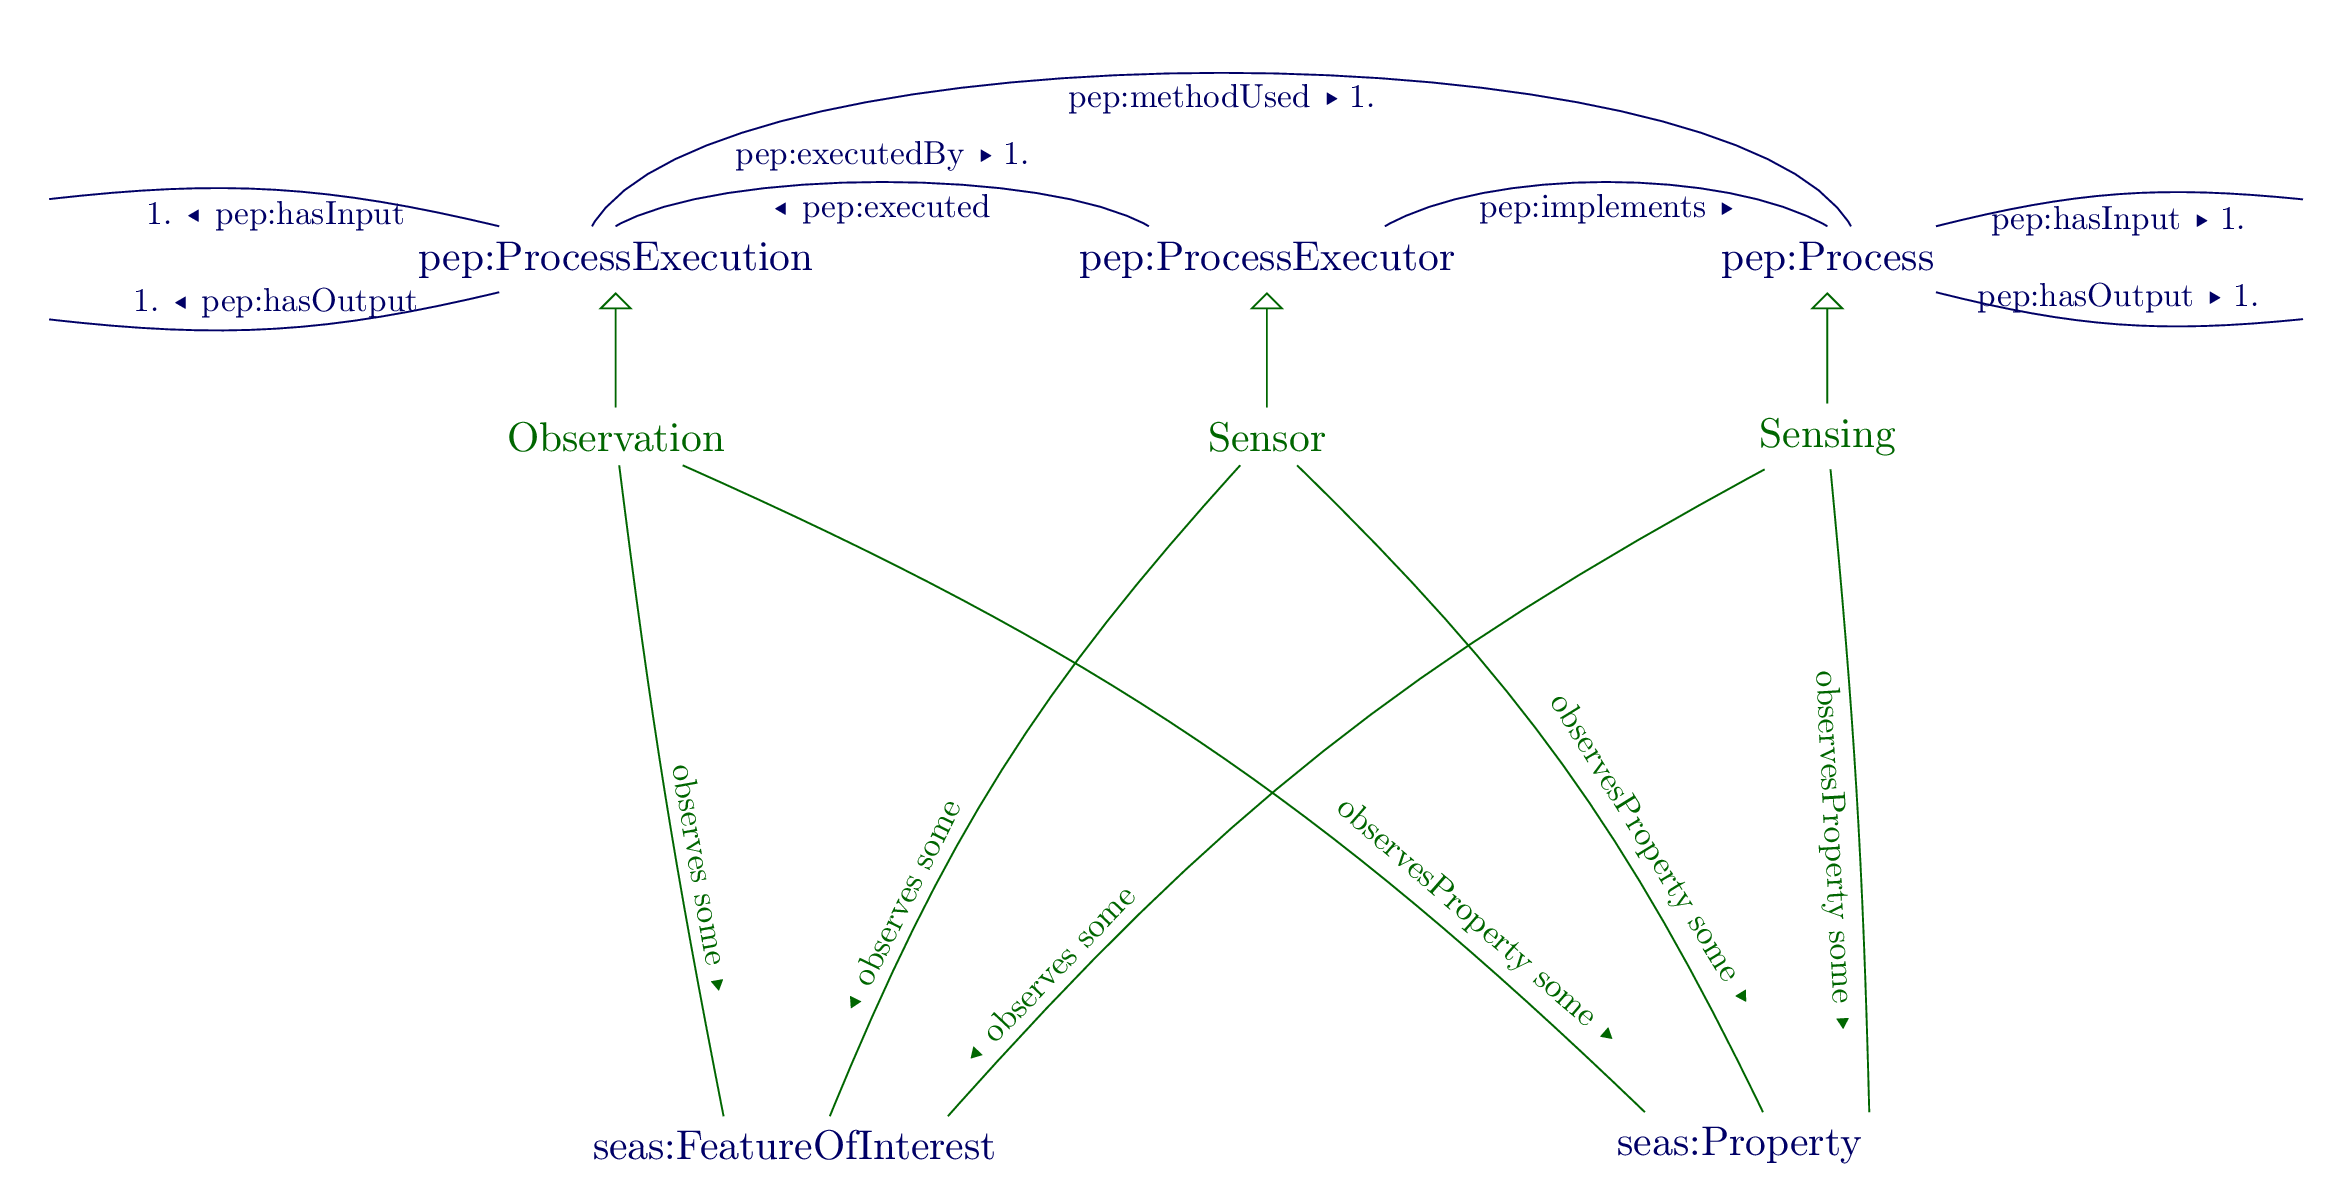 pep:methodUsed ▸ 1.
pep:executedBy ▸ 1.
◂ pep:executed
pep:implements ▸
1. ◂ pep:hasInput
pep:hasInput ▸ 1.
pep:ProcessExecution
pep:ProcessExecutor
pep:Process
1. ◂ pep:hasOutput
pep:hasOutput ▸ 1.
Observation
Sensor
Sensing
observes some ▸
◂ observes some
◂ observes some
observesProperty some ▸
observesProperty some ▸
observesProperty some ▸
seas:FeatureOfInterest
seas:Property